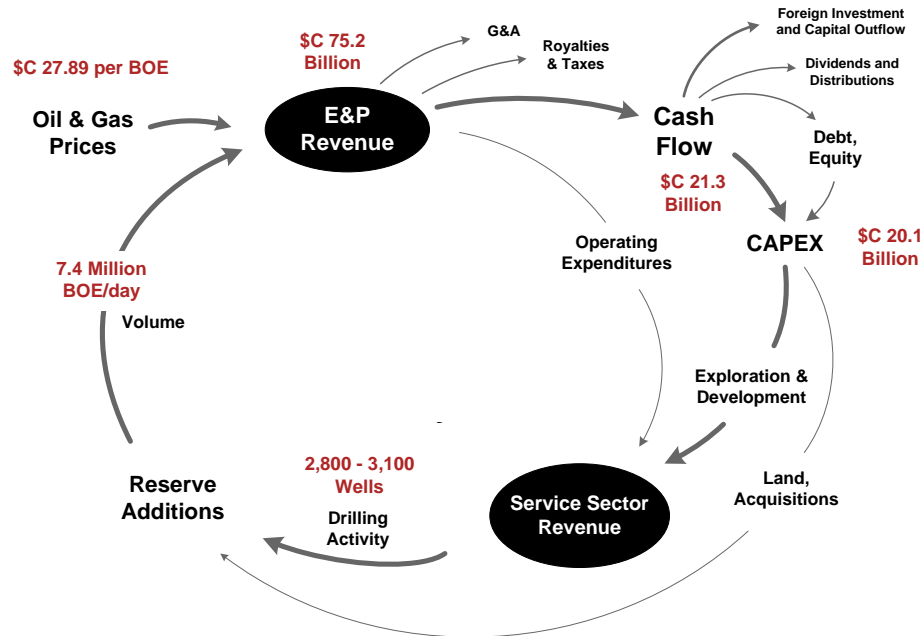 $C 27.89 per BOE
Oil & Gas
Prices
$C 75.2
Billion
E&P
Revenue
G&A
Royalties
& Taxes
Foreign Investment
and Capital Outflow
Dividends and
Distributions
Cash
Flow
$C 21.3
Billion
Debt,
Equity
CAPEX
$C 20.1
Billion
Operating
Expenditures
7.4 Million
BOE/day
Volume
Exploration &
Development
Land,
Acquisitions
Service Sector
Revenue
2,800 - 3,100
Wells
Drilling
Activity
Reserve
Additions